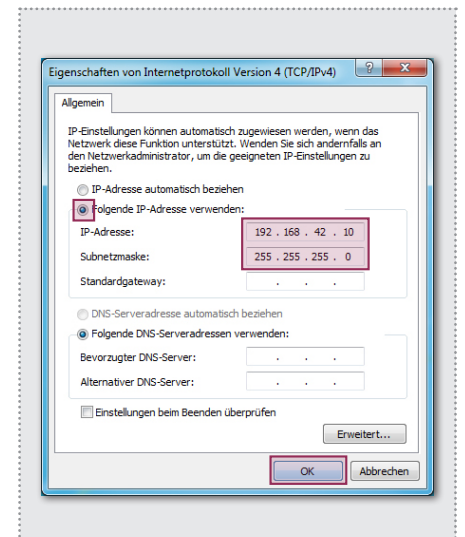 Eigenschaften von Internetprotokoll Version 4 (TCP/IPv4)
Allgemein
IP-Einstellungen können automatisch zugewiesen werden, wenn das
Netzwerk diese Funktion unterstützt. Wenden Sie sich andernfalls an
den Netzwerkadministrator, um die geeigneten IP-Einstellungen zu
beziehen.
IP-Adresse automatisch beziehen
Folgende IP-Adresse verwenden:
IP-Adresse: 192 . 168 . 42 . 10
Subnetzmaske: 255 . 255 . 255 . 0
Standardgateway: . . .
DNS-Serveradresse automatisch beziehen
Folgende DNS-Serveradressen verwenden:
Bevorzugter DNS-Server: . . .
Alternativer DNS-Server: . . .
Einstellungen beim Beenden überprüfen
Erweitert...
OK Abbrechen